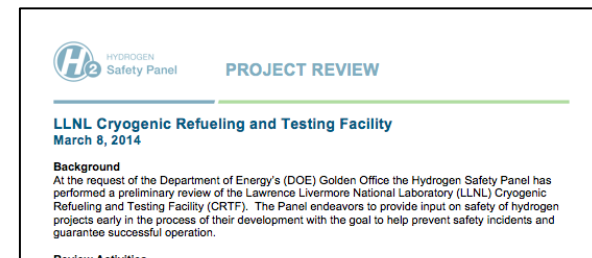 H2 HYDROGEN
Safety Panel
PROJECT REVIEW
LLNL Cryogenic Refueling and Testing Facility
March 8, 2014
Background
At the request of the Department of Energy's (DOE) Golden Office the Hydrogen Safety Panel has
performed a preliminary review of the Lawrence Livermore National Laboratory (LLNL) Cryogenic
Refueling and Testing Facility (CRTF). The Panel endeavors to provide input on safety of hydrogen
projects early in the process of their development with the goal to help prevent safety incidents and
guarantee successful operation.
Review Activities